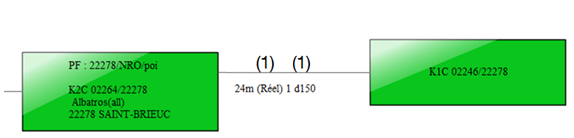 PF : 22278/NRO/poi
K2C 02264/22278
Albatros(all)
22278 SAINT-BRIEUC
(1) (1)
24m (Réel) 1 d150
K1C 02246/22278